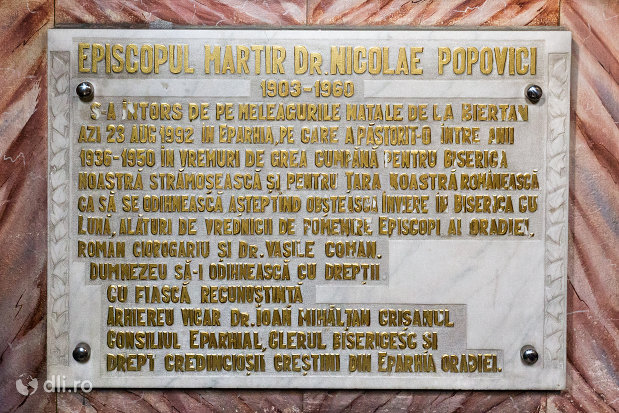 EPISCOPUL MARTIR DR. NICOLAE POPOVICI
1903-1960
S-A ÎNTORS DE PE MELEAGURILE NATALE DE LA BIERTAN
AZI 23 AUG 1992 IN EPARHIA, PE CARE A PĂSTORIT-O ÎNTRE ANII
1936-1950 ÎN VREMURI DE GREA CUMPĂNĂ PENTRU BISERICA
NOASTRĂ STRĂMOȘEASCĂ ȘI PENTRU ȚARA NOASTRĂ ROMÂNEASCĂ
CA SĂ SE ODIHNEASCĂ AȘTEPTIND OBȘTEASCA ÎNVIERE IN BISERICA CU
LUNĂ, ALĂTURI DE VREDNICII DE POMENIRE EPISCOPI AI ORADIEI,
ROMAN CIOROGARIU ȘI DR. VASILE COMAN.
DUMNEZEU SĂ-I ODIHNEASCĂ CU DREPȚII
CU FIASCĂ RECUNOȘTINȚĂ
ARHIEREU VICAR DR. IOAN MIHĂLȚAN CRIȘANUL
CONSILIUL EPARHIAL, CLERUL BISERICESC ȘI
DREPT CREDINCIOȘII CREȘTINII DIN EPARHIA ORADIEI.
dli.ro